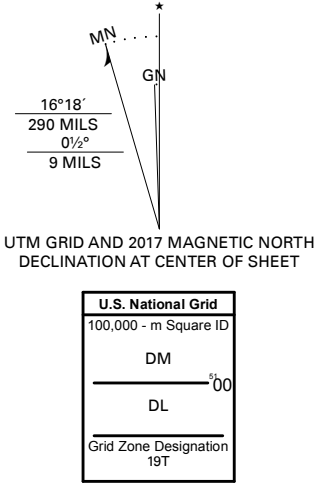 ★
MN
GN
16°18´
290 MILS
0½°
9 MILS
UTM GRID AND 2017 MAGNETIC NORTH
DECLINATION AT CENTER OF SHEET
U.S. National Grid
100,000 - m Square ID
DM
5100
DL
Grid Zone Designation
19T